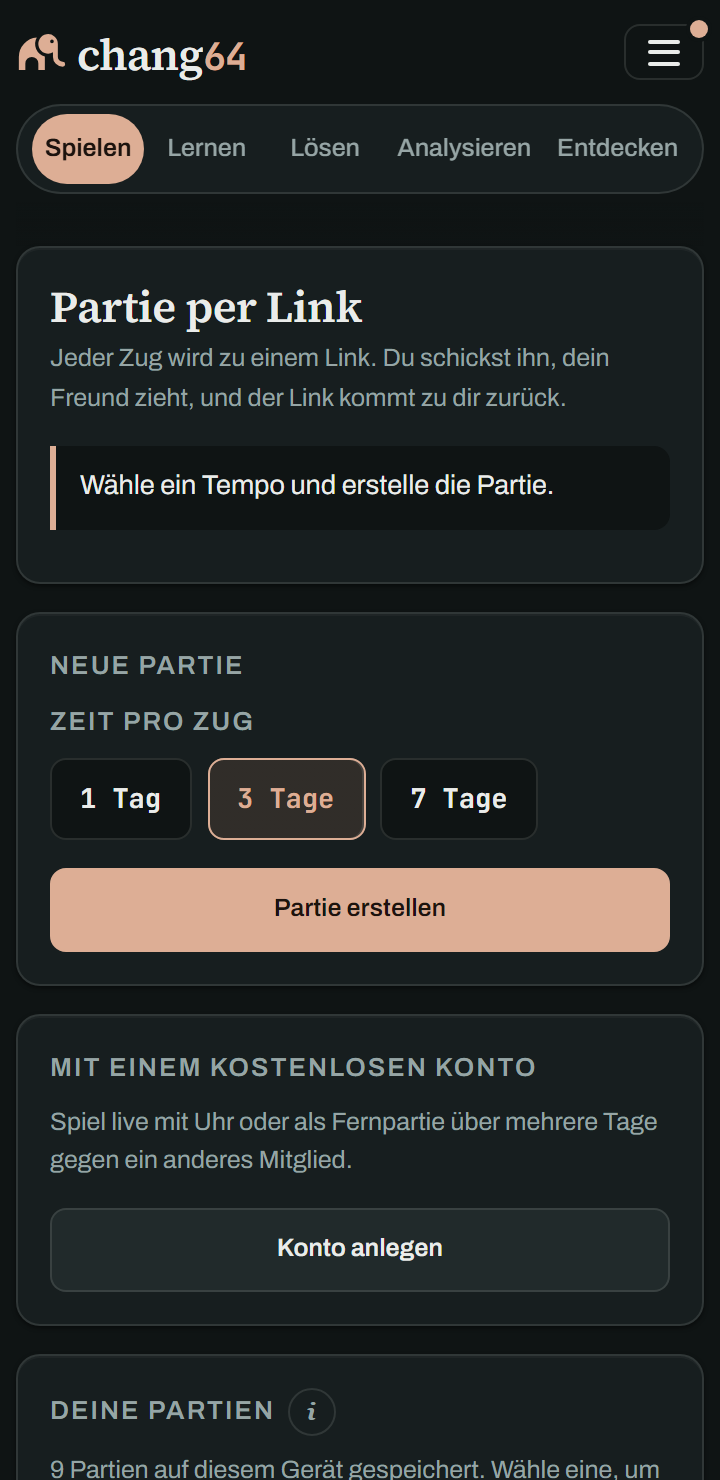 chang64
Spielen Lernen Lösen Analysieren Entdecken
Partie per Link
Jeder Zug wird zu einem Link. Du schickst ihn, dein
Freund zieht, und der Link kommt zu dir zurück.
Wähle ein Tempo und erstelle die Partie.
NEUE PARTIE
ZEIT PRO ZUG
1 Tag 3 Tage 7 Tage
Partie erstellen
MIT EINEM KOSTENLOSEN KONTO
Spiel live mit Uhr oder als Fernpartie über mehrere Tage
gegen ein anderes Mitglied.
Konto anlegen
DEINE PARTIEN i
9 Partien auf diesem Gerät gespeichert. Wähle eine, um